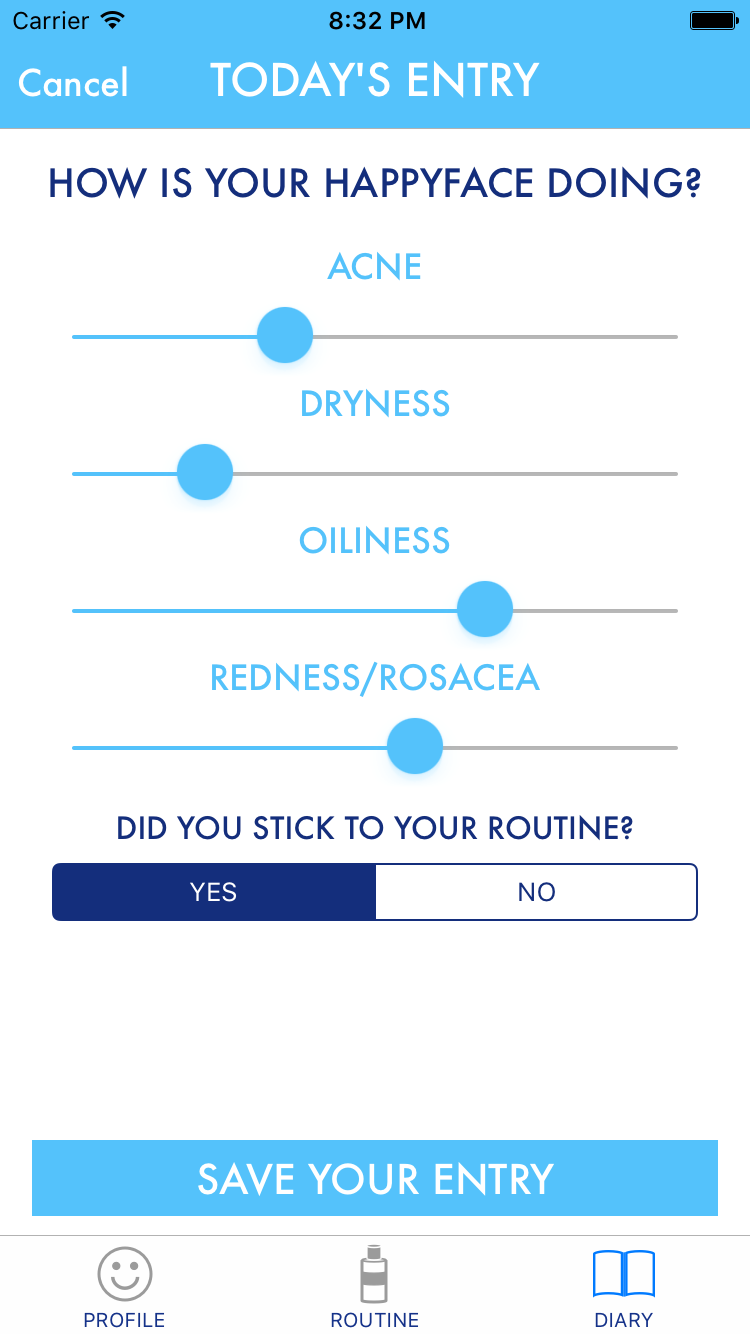 Carrier 8:32 PM
Cancel TODAY'S ENTRY
HOW IS YOUR HAPPYFACE DOING?
ACNE
DRYNESS
OILINESS
REDNESS/ROSACEA
DID YOU STICK TO YOUR ROUTINE?
YES NO
SAVE YOUR ENTRY
PROFILE ROUTINE DIARY